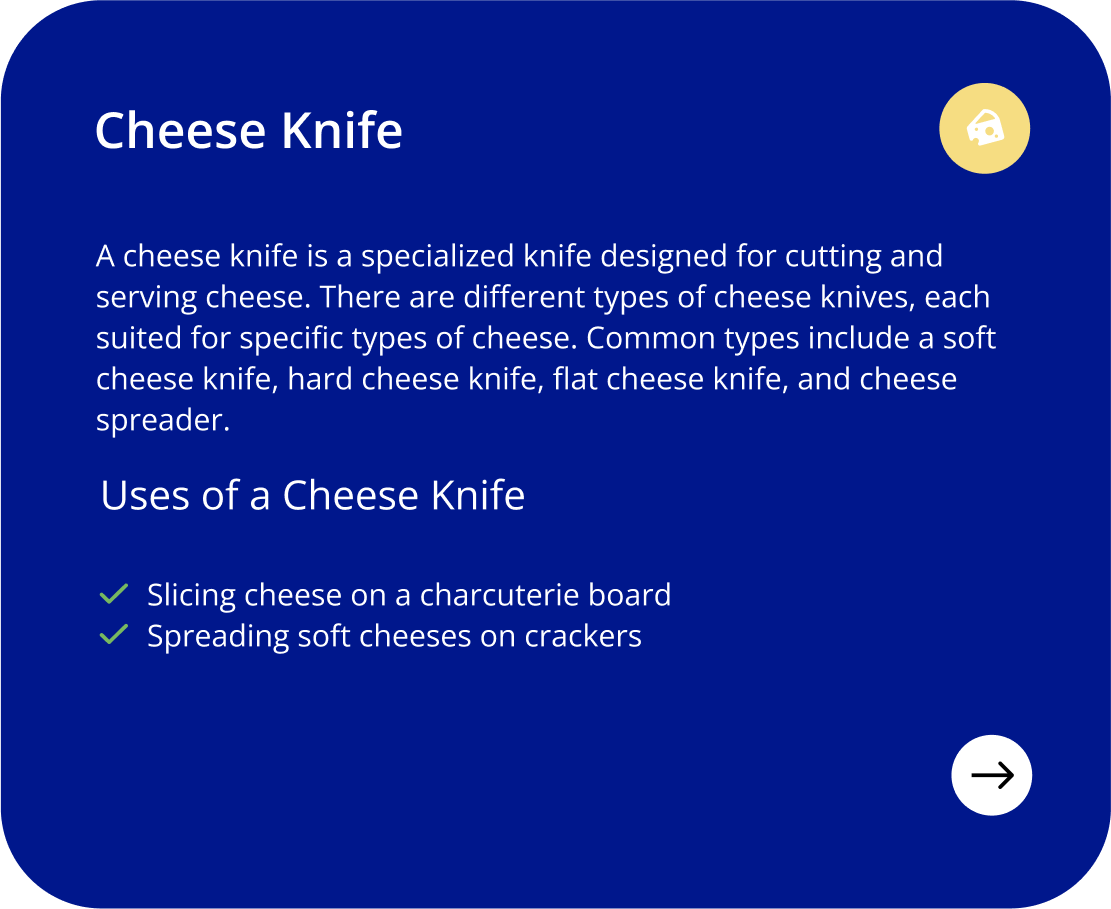 Cheese Knife
A cheese knife is a specialized knife designed for cutting and
serving cheese. There are different types of cheese knives, each
suited for specific types of cheese. Common types include a soft
cheese knife, hard cheese knife, flat cheese knife, and cheese
spreader.
Uses of a Cheese Knife
Slicing cheese on a charcuterie board
Spreading soft cheeses on crackers